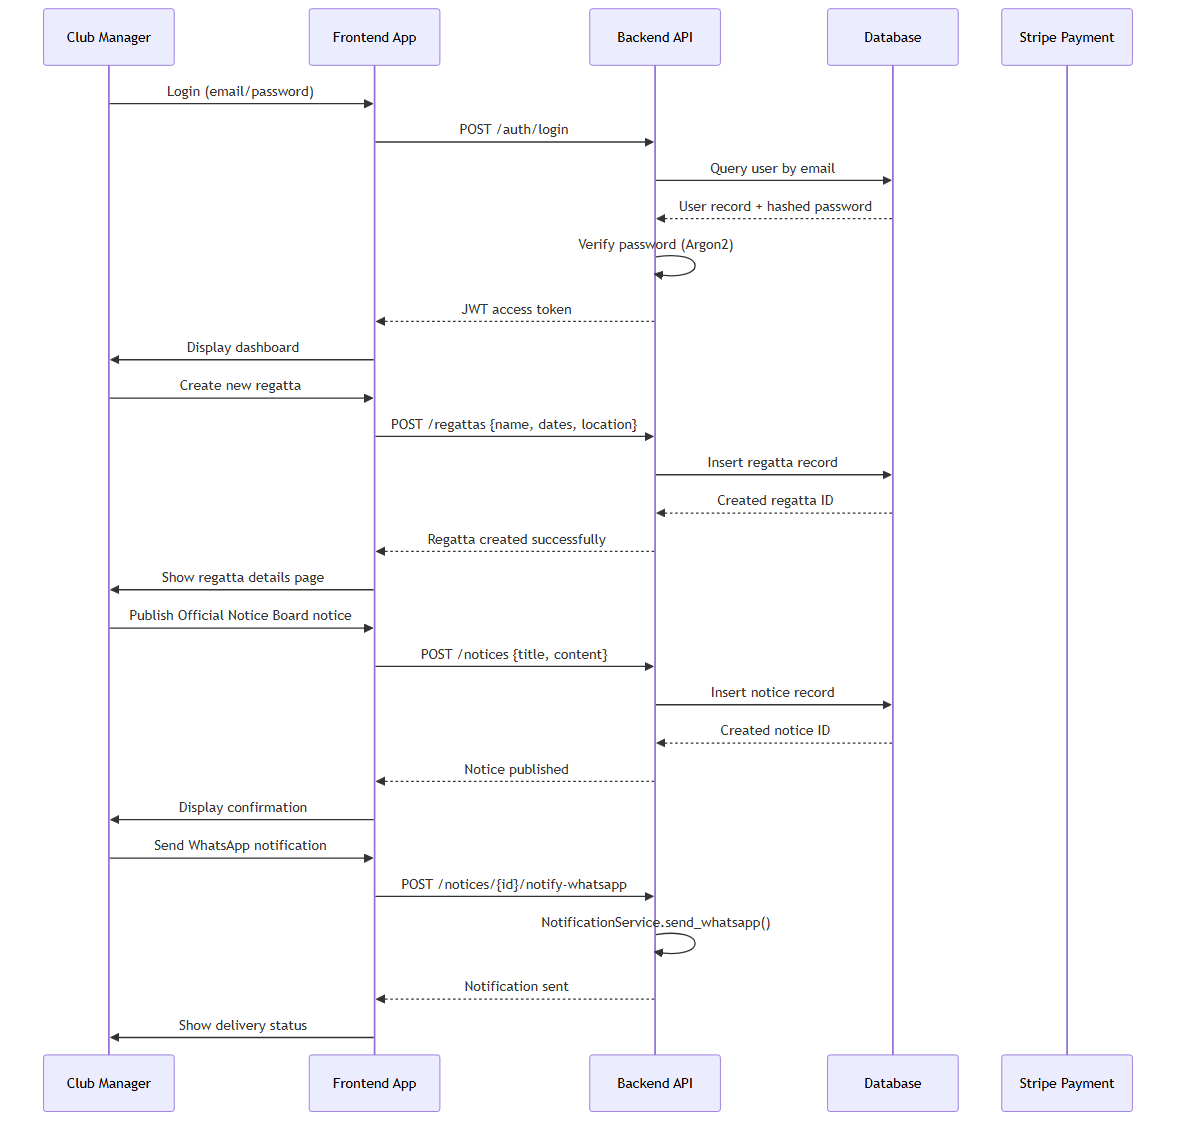 Club Manager
Frontend App
Backend API
Database
Stripe Payment
Login (email/password)
POST /auth/login
Query user by email
User record + hashed password
Verify password (Argon2)
JWT access token
Display dashboard
Create new regatta
POST /regattas {name, dates, location}
Insert regatta record
Created regatta ID
Regatta created successfully
Show regatta details page
Publish Official Notice Board notice
POST /notices {title, content}
Insert notice record
Created notice ID
Notice published
Display confirmation
Send WhatsApp notification
POST /notices/{id}/notify-whatsapp
NotificationService.send_whatsapp()
Notification sent
Show delivery status
Club Manager
Frontend App
Backend API
Database
Stripe Payment